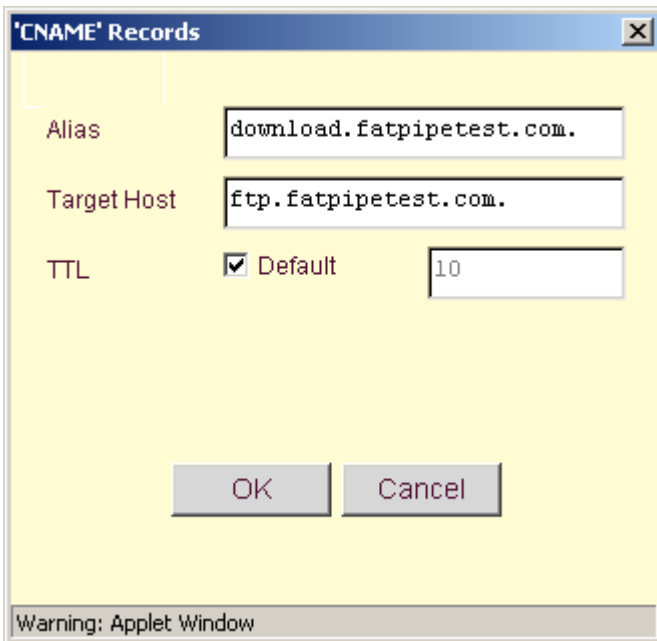 'CNAME' Records
Alias download.fatpipetest.com.
Target Host ftp.fatpipetest.com.
TTL Default 10
OK Cancel
Warning: Applet Window